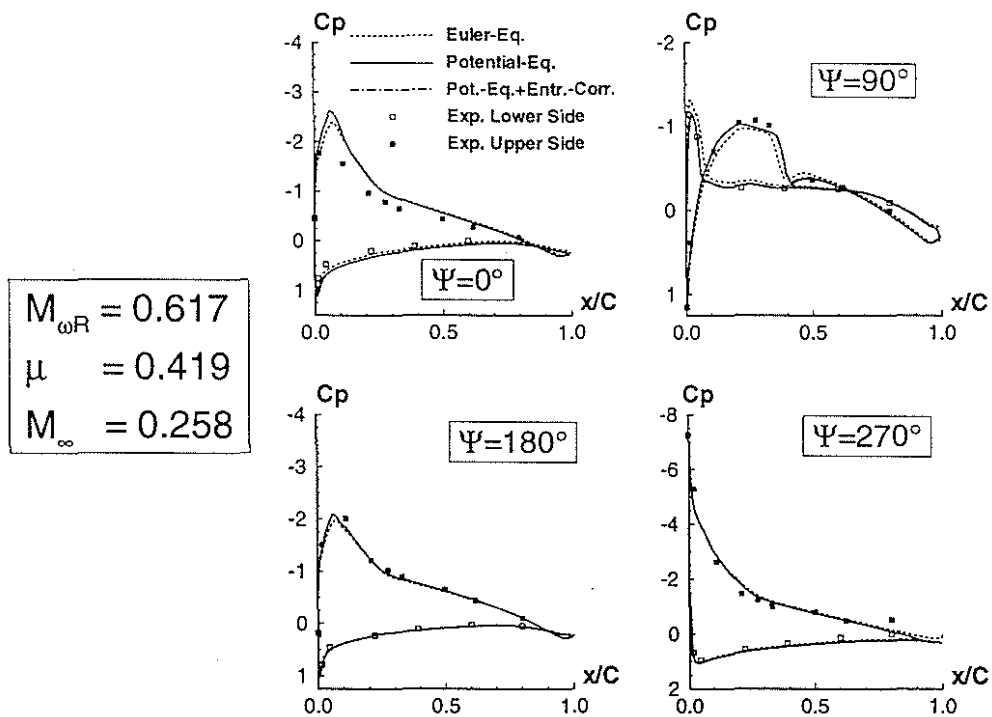 Cp
-4
-3
-2
-1
0
1
0.0
0.5
1.0
x/C
Euler-Eq.
Potential-Eq.
Pot.-Eq.+Entr.-Corr.
Exp. Lower Side
Exp. Upper Side
Ψ=0°
Cp
-2
-1
0
1
0.0
0.5
1.0
x/C
Ψ=90°
M_ωR = 0.617
μ = 0.419
M_∞ = 0.258
Cp
-4
-3
-2
-1
0
1
0.0
0.5
1.0
x/C
Ψ=180°
Cp
-8
-6
-4
-2
0
2
0.0
0.5
1.0
x/C
Ψ=270°